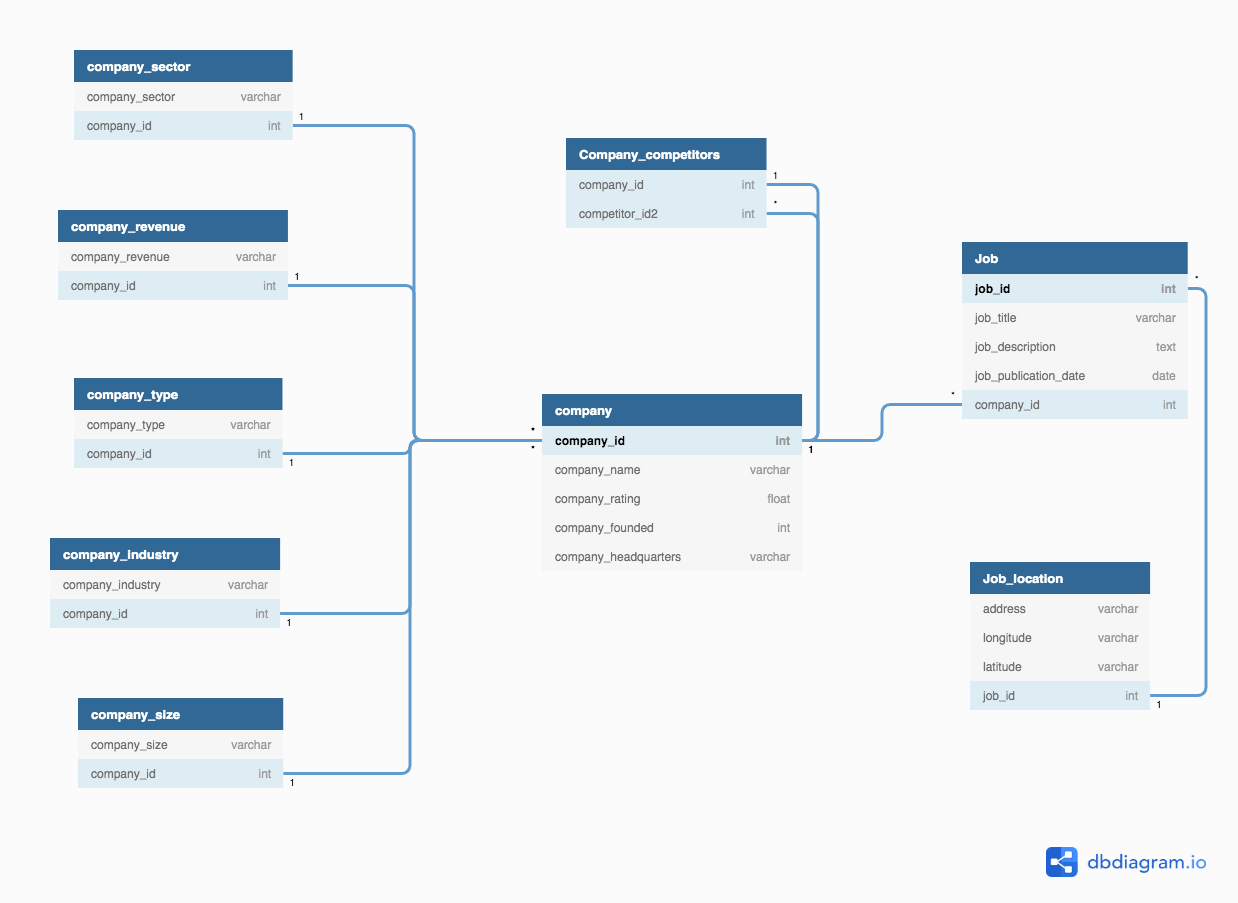 company_sector
company_sector varchar
company_id int
1
company_revenue
company_revenue varchar
company_id int
1
company_type
company_type varchar
company_id int
1
company_industry
company_industry varchar
company_id int
1
company_size
company_size varchar
company_id int
1
Company_competitors
company_id int
1
competitor_id2 int
*
company
*
company_id int
*
1
company_name varchar
company_rating float
company_founded int
company_headquarters varchar
Job
*
job_id int
job_title varchar
job_description text
job_publication_date date
*
company_id int
Job_location
address varchar
longitude varchar
latitude varchar
job_id int
1
dbdiagram.io